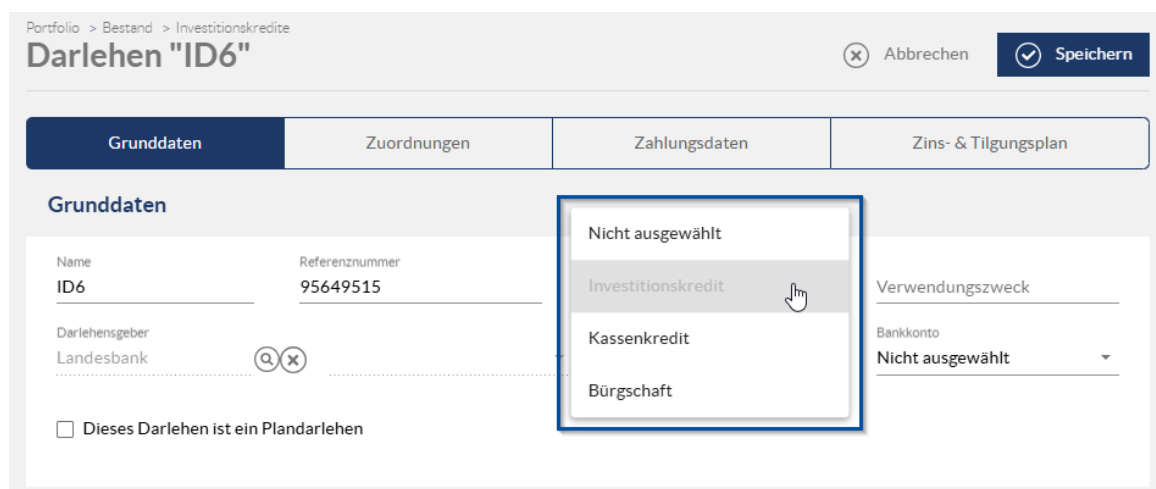 Portfolio > Bestand > Investitionskredite
Darlehen "ID6"
Abbrechen
Speichern
Grunddaten
Zuordnungen
Zahlungsdaten
Zins- & Tilgungsplan
Grunddaten
Nicht ausgewählt
Investitionskredit
Kassenkredit
Bürgschaft
Name
ID6
Referenznummer
95649515
Verwendungszweck
Darlehensgeber
Landesbank
Bankkonto
Nicht ausgewählt
Dieses Darlehen ist ein Plandarlehen